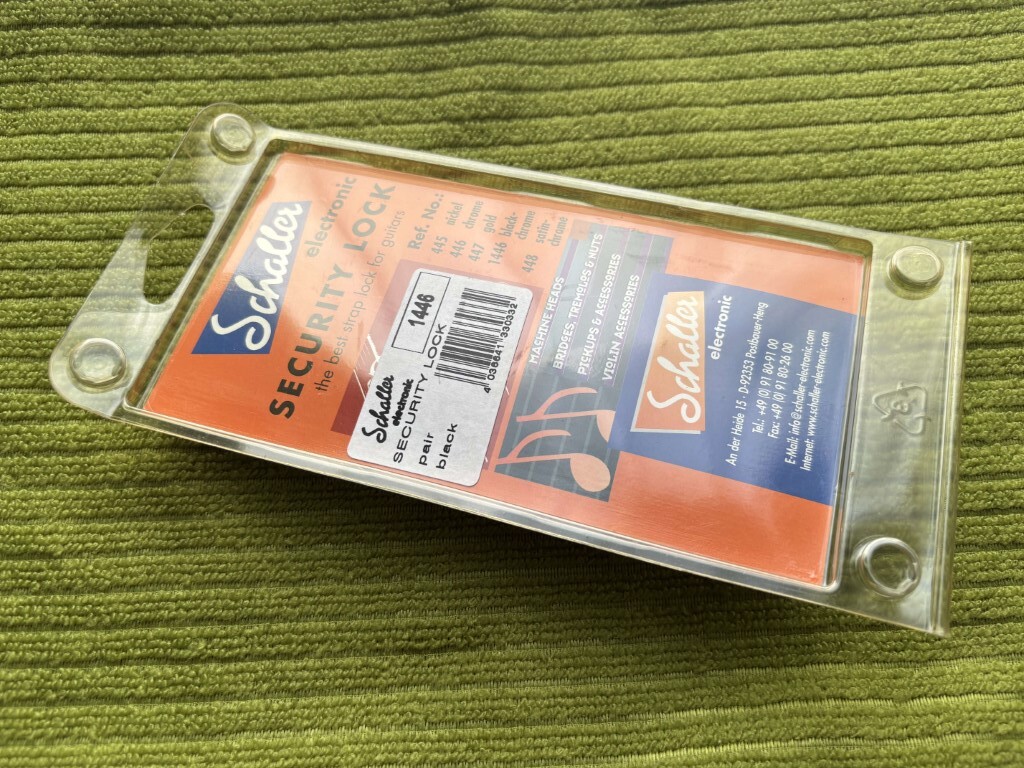 Schaller
electronic
SECURITY LOCK
the best strap lock for guitars
Ref. No.:
445 nickel
446 chrome
447 gold
1446 black-
chrome
448 satin-
chrome
1446
4 036641 330332
Schaller
electronic
SECURITY LOCK
pair
black
MACHINE HEADS
BRIDGES, TREMOLOS & NUTS
PICKUPS & ACCESSORIES
VIOLIN ACCESSORIES
Schaller
electronic
An der Heide 15 · D-92353 Postbauer-Heng
Tel.: +49 (0) 91 80-91 00
Fax: +49 (0) 91 80-26 00
E-Mail: info@schaller-electronic.com
Internet: www.schaller-electronic.com